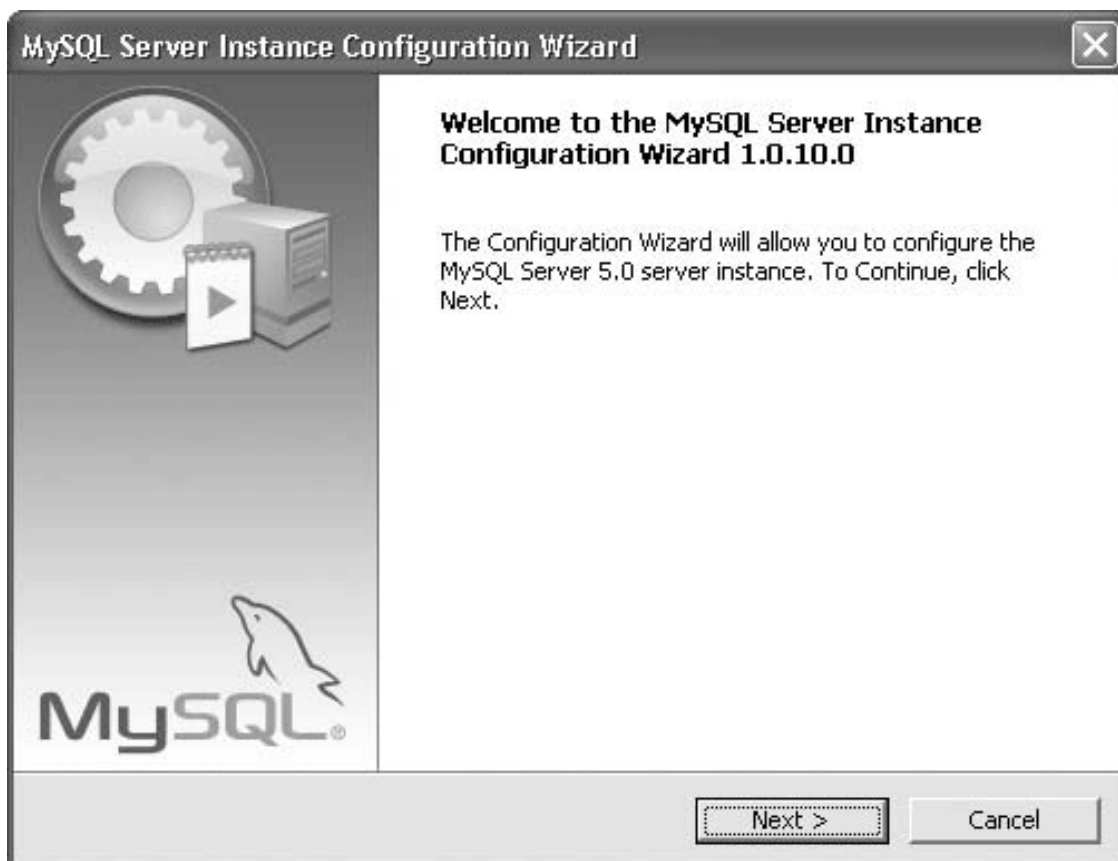 MySQL Server Instance Configuration Wizard
Welcome to the MySQL Server Instance
Configuration Wizard 1.0.10.0
The Configuration Wizard will allow you to configure the
MySQL Server 5.0 server instance. To Continue, click
Next.
MySQL®
Next >
Cancel